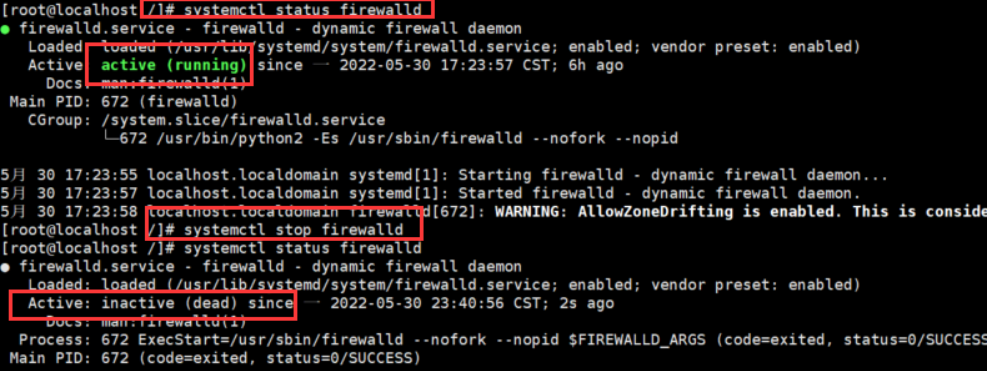 [root@localhost /]# systemctl status firewalld
● firewalld.service - firewalld - dynamic firewall daemon
Loaded: loaded (/usr/lib/systemd/system/firewalld.service; enabled; vendor preset: enabled)
Active: active (running) since 一 2022-05-30 17:23:57 CST; 6h ago
Docs: man:firewalld(1)
Main PID: 672 (firewalld)
CGroup: /system.slice/firewalld.service
└─672 /usr/bin/python2 -Es /usr/sbin/firewalld --nofork --nopid
5月 30 17:23:55 localhost.localdomain systemd[1]: Starting firewalld - dynamic firewall daemon...
5月 30 17:23:57 localhost.localdomain systemd[1]: Started firewalld - dynamic firewall daemon.
5月 30 17:23:58 localhost.localdomain firewalld[672]: WARNING: AllowZoneDrifting is enabled. This is conside
[root@localhost /]# systemctl stop firewalld
[root@localhost /]# systemctl status firewalld
● firewalld.service - firewalld - dynamic firewall daemon
Loaded: loaded (/usr/lib/systemd/system/firewalld.service; enabled; vendor preset: enabled)
Active: inactive (dead) since 一 2022-05-30 23:40:56 CST; 2s ago
Docs: man:firewalld(1)
Process: 672 ExecStart=/usr/sbin/firewalld --nofork --nopid $FIREWALLD_ARGS (code=exited, status=0/SUCCESS
Main PID: 672 (code=exited, status=0/SUCCESS)